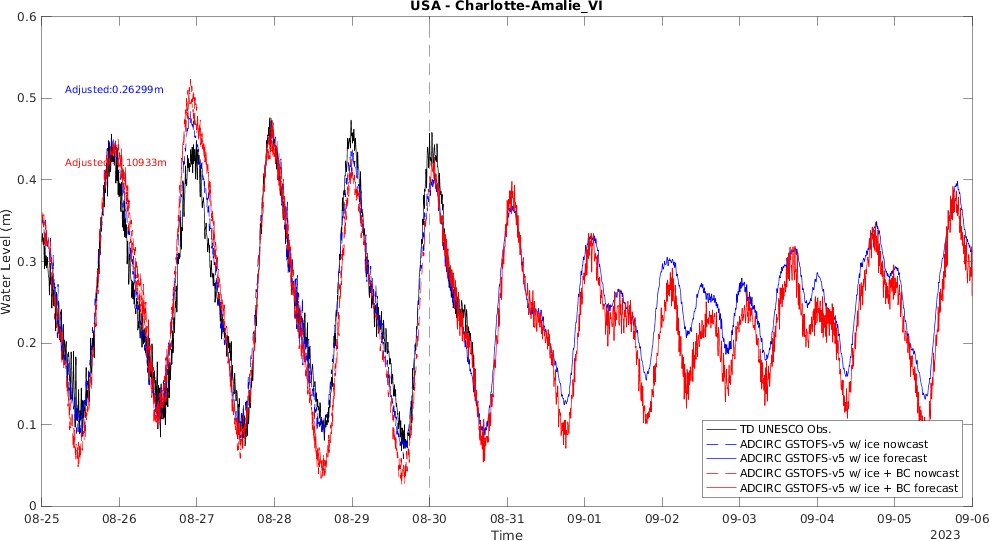 USA - Charlotte-Amalie_VI
0.6
0.5
0.4
0.3
0.2
0.1
0
Water Level (m)
Adjusted:0.26299m
Adjusted: .10933m
TD UNESCO Obs.
ADCIRC GSTOFS-v5 w/ ice nowcast
ADCIRC GSTOFS-v5 w/ ice forecast
ADCIRC GSTOFS-v5 w/ ice + BC nowcast
ADCIRC GSTOFS-v5 w/ ice + BC forecast
08-25 08-26 08-27 08-28 08-29 08-30 08-31 09-01 09-02 09-03 09-04 09-05 09-06
Time
2023